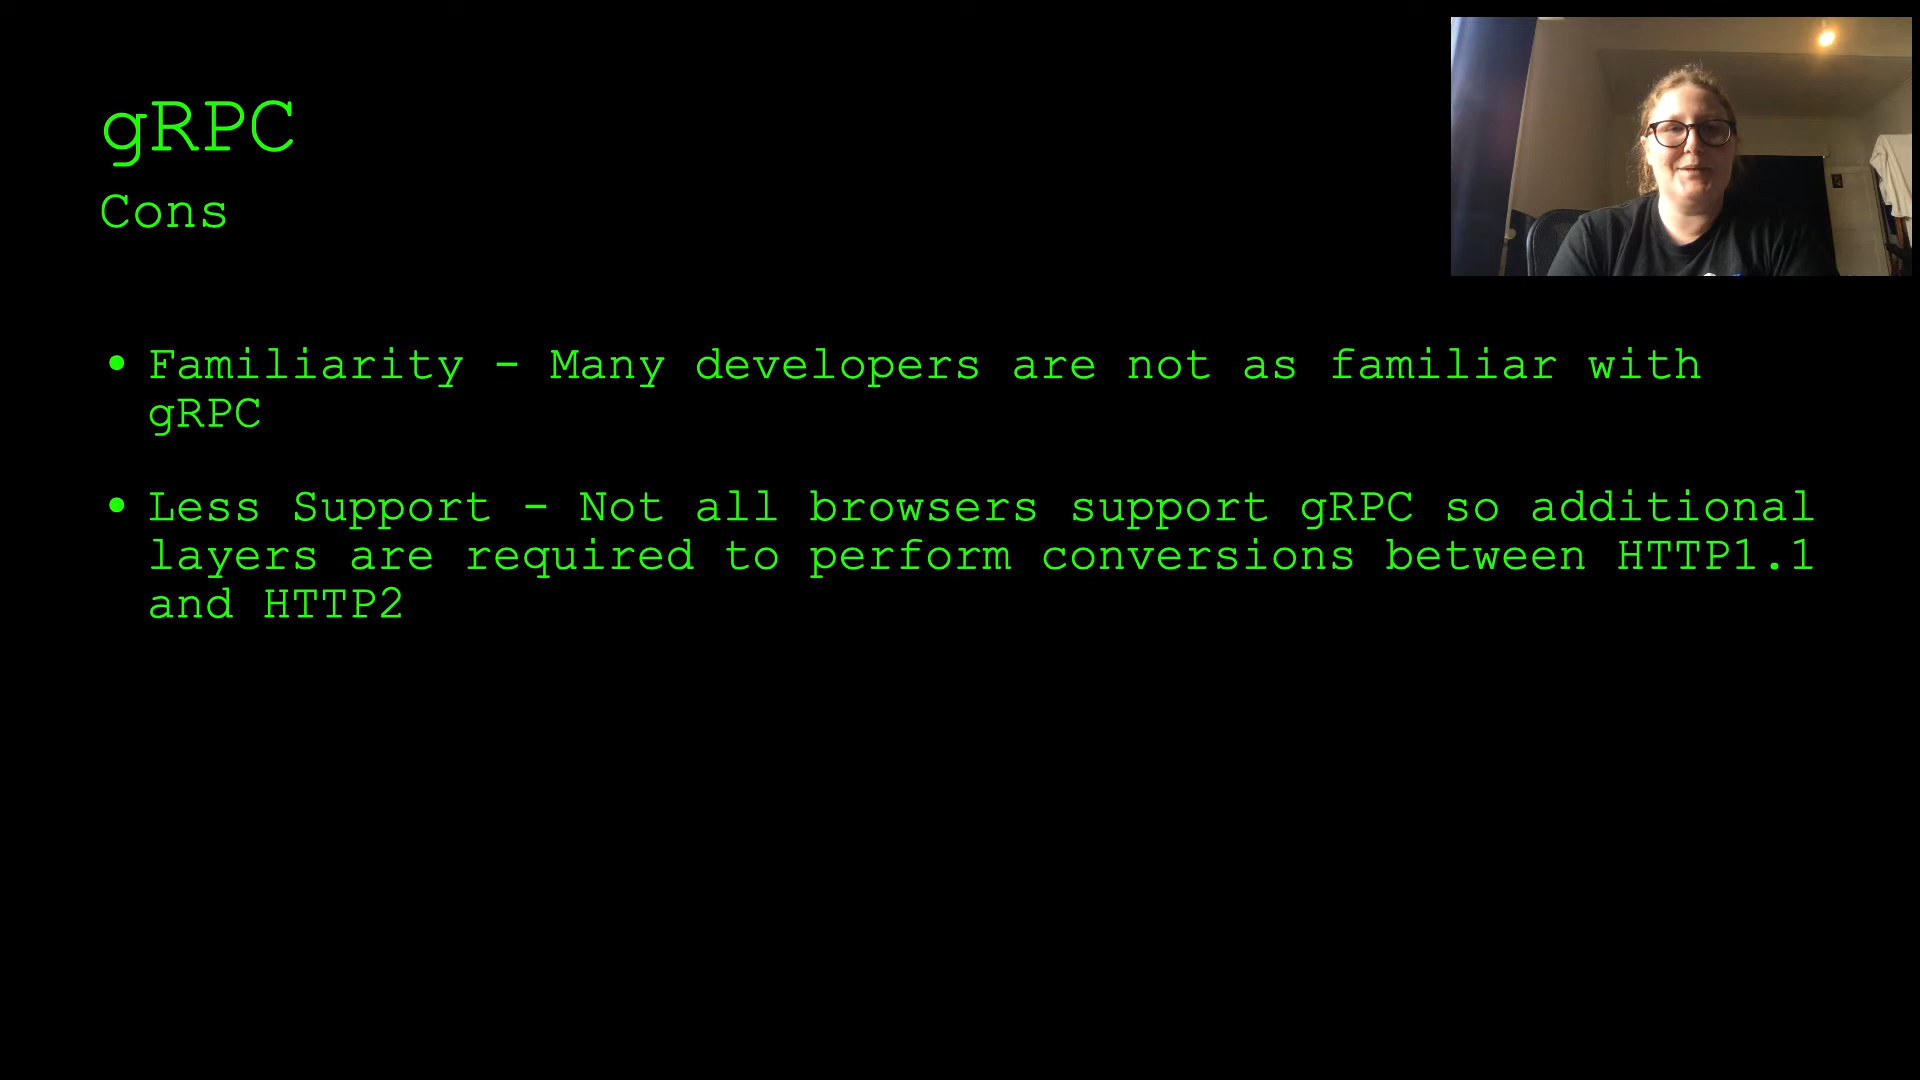 gRPC
Cons
• Familiarity - Many developers are not as familiar with
gRPC
• Less Support - Not all browsers support gRPC so additional
layers are required to perform conversions between HTTP1.1
and HTTP2